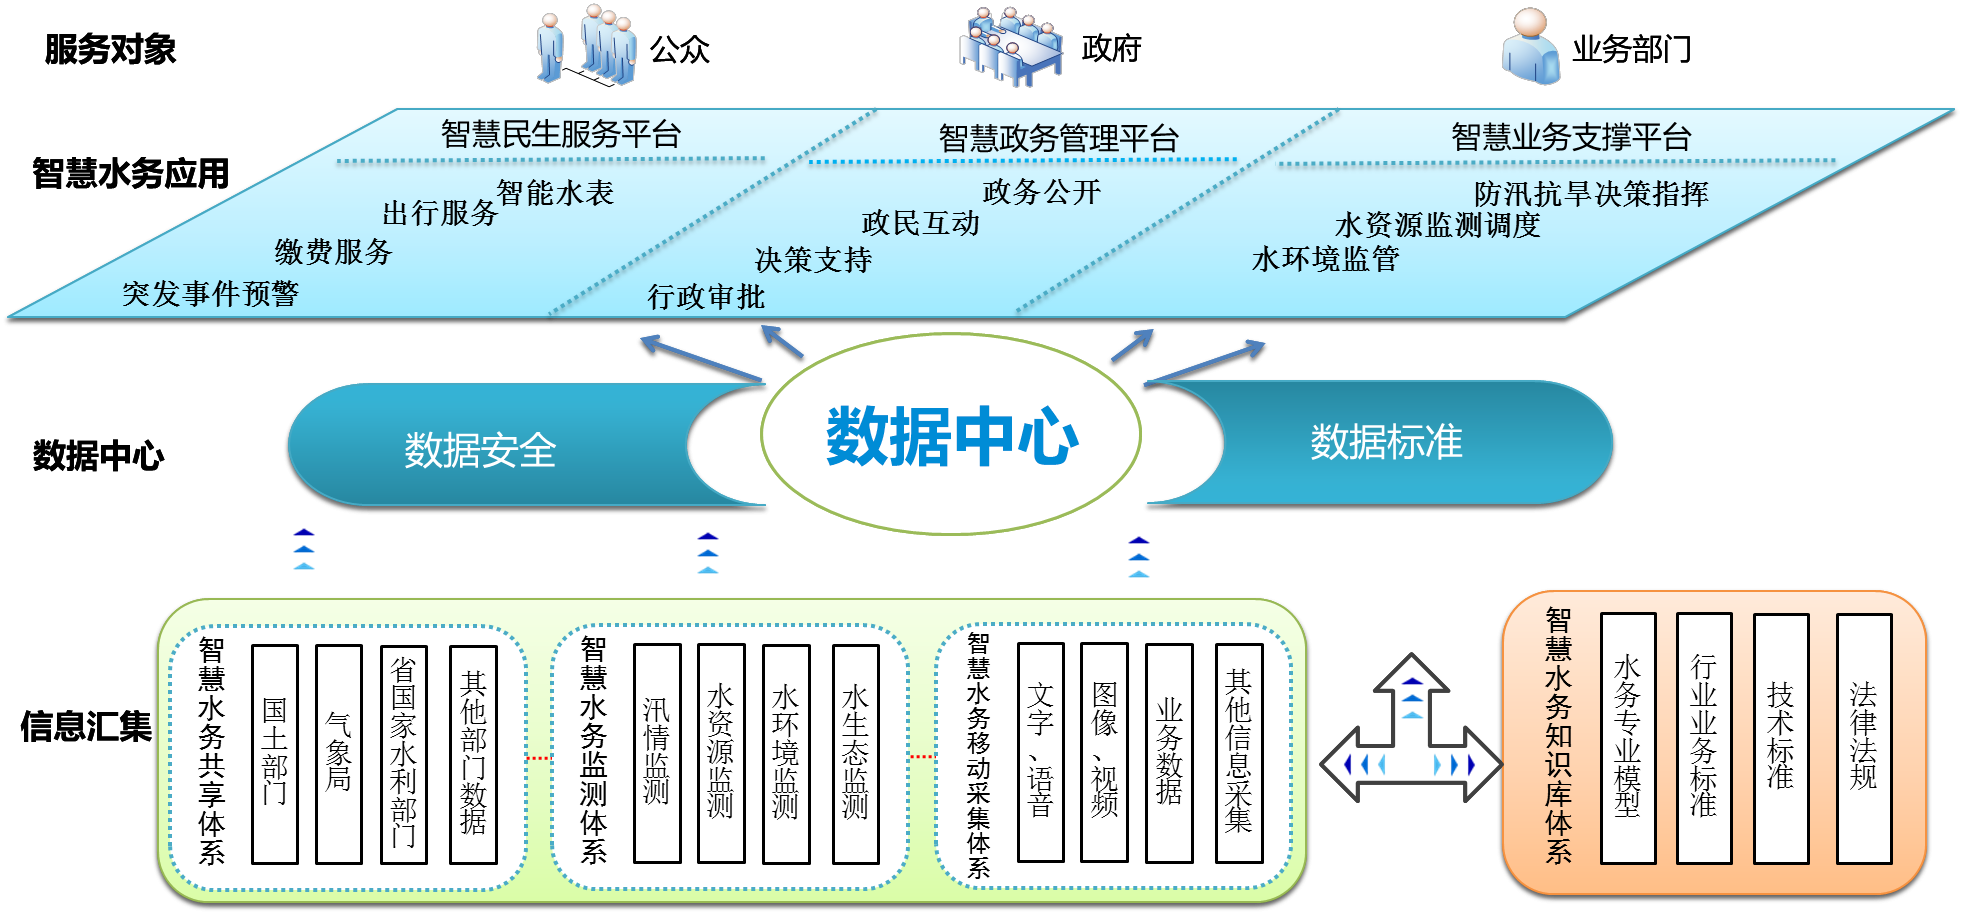 服务对象
公众
政府
业务部门
智慧水务应用
智慧民生服务平台
智能水表
出行服务
缴费服务
突发事件预警
智慧政务管理平台
政务公开
政民互动
决策支持
行政审批
智慧业务支撑平台
防汛抗旱决策指挥
水资源监测调度
水环境监管
数据中心
数据安全
数据中心
数据标准
信息汇集
智慧水务共享体系
国土部门
气象局
省国家水利部门
其他部门数据
智慧水务监测体系
汛情监测
水资源监测
水环境监测
水生态监测
智慧水务移动采集体系
文字、语音
图像、视频
业务数据
其他信息采集
智慧水务知识库体系
水务专业模型
行业业务标准
技术标准
法律法规